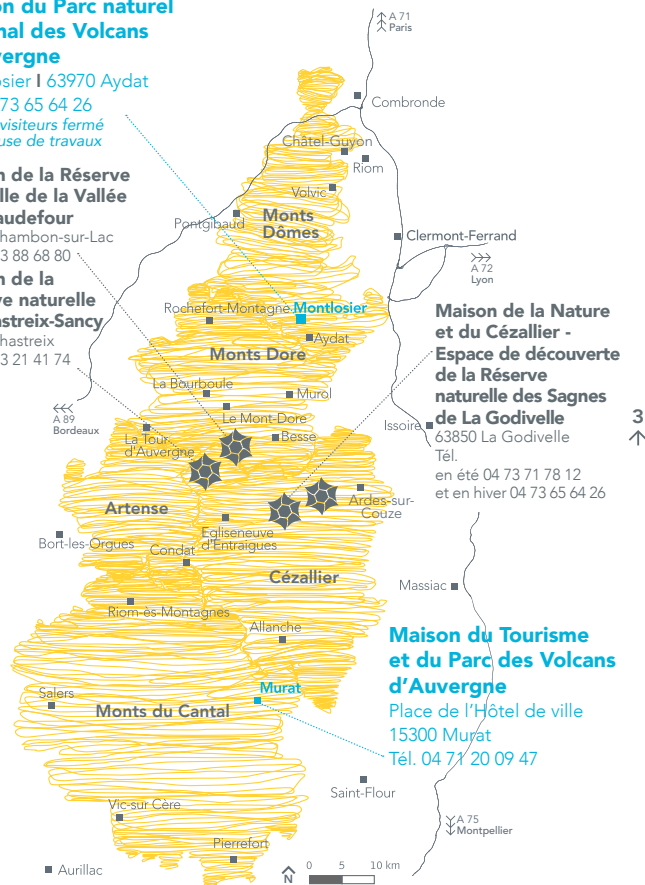 on du Parc naturel
nal des Volcans
vergne
osier I 63970 Aydat
73 65 64 26
visiteurs fermé
use de travaux
A 71
Paris
Combronde
Châtel-Guyon
Riom
Volvic
n de la Réserve
lle de la Vallée
audefour
hambon-sur-Lac
3 88 68 80
Pontgibaud
Monts
Dômes
Clermont-Ferrand
A 72
Lyon
n de la
ve naturelle
astreix-Sancy
hastreix
3 21 41 74
Rochefort-Montagne
Montlosier
Aydat
Monts Dore
Maison de la Nature
et du Cézallier -
Espace de découverte
de la Réserve
naturelle des Sagnes
de La Godivelle
63850 La Godivelle
Tél.
en été 04 73 71 78 12
et en hiver 04 73 65 64 26
3
La Bourboule
Murol
A 89
Bordeaux
Le Mont-Dore
La Tour
d'Auvergne
Besse
Issoire
Artense
Ardes-sur-
Couze
Egliseneuve
d'Entraigues
Bort-les-Orgues
Condat
Cézallier
Massiac
Riom-ès-Montagnes
Allanche
Maison du Tourisme
et du Parc des Volcans
d'Auvergne
Place de l'Hôtel de ville
15300 Murat
Tél. 04 71 20 09 47
Murat
Salers
Monts du Cantal
Saint-Flour
Vic-sur Cère
A 75
Montpellier
Pierrefort
Aurillac
N
0 5 10 km